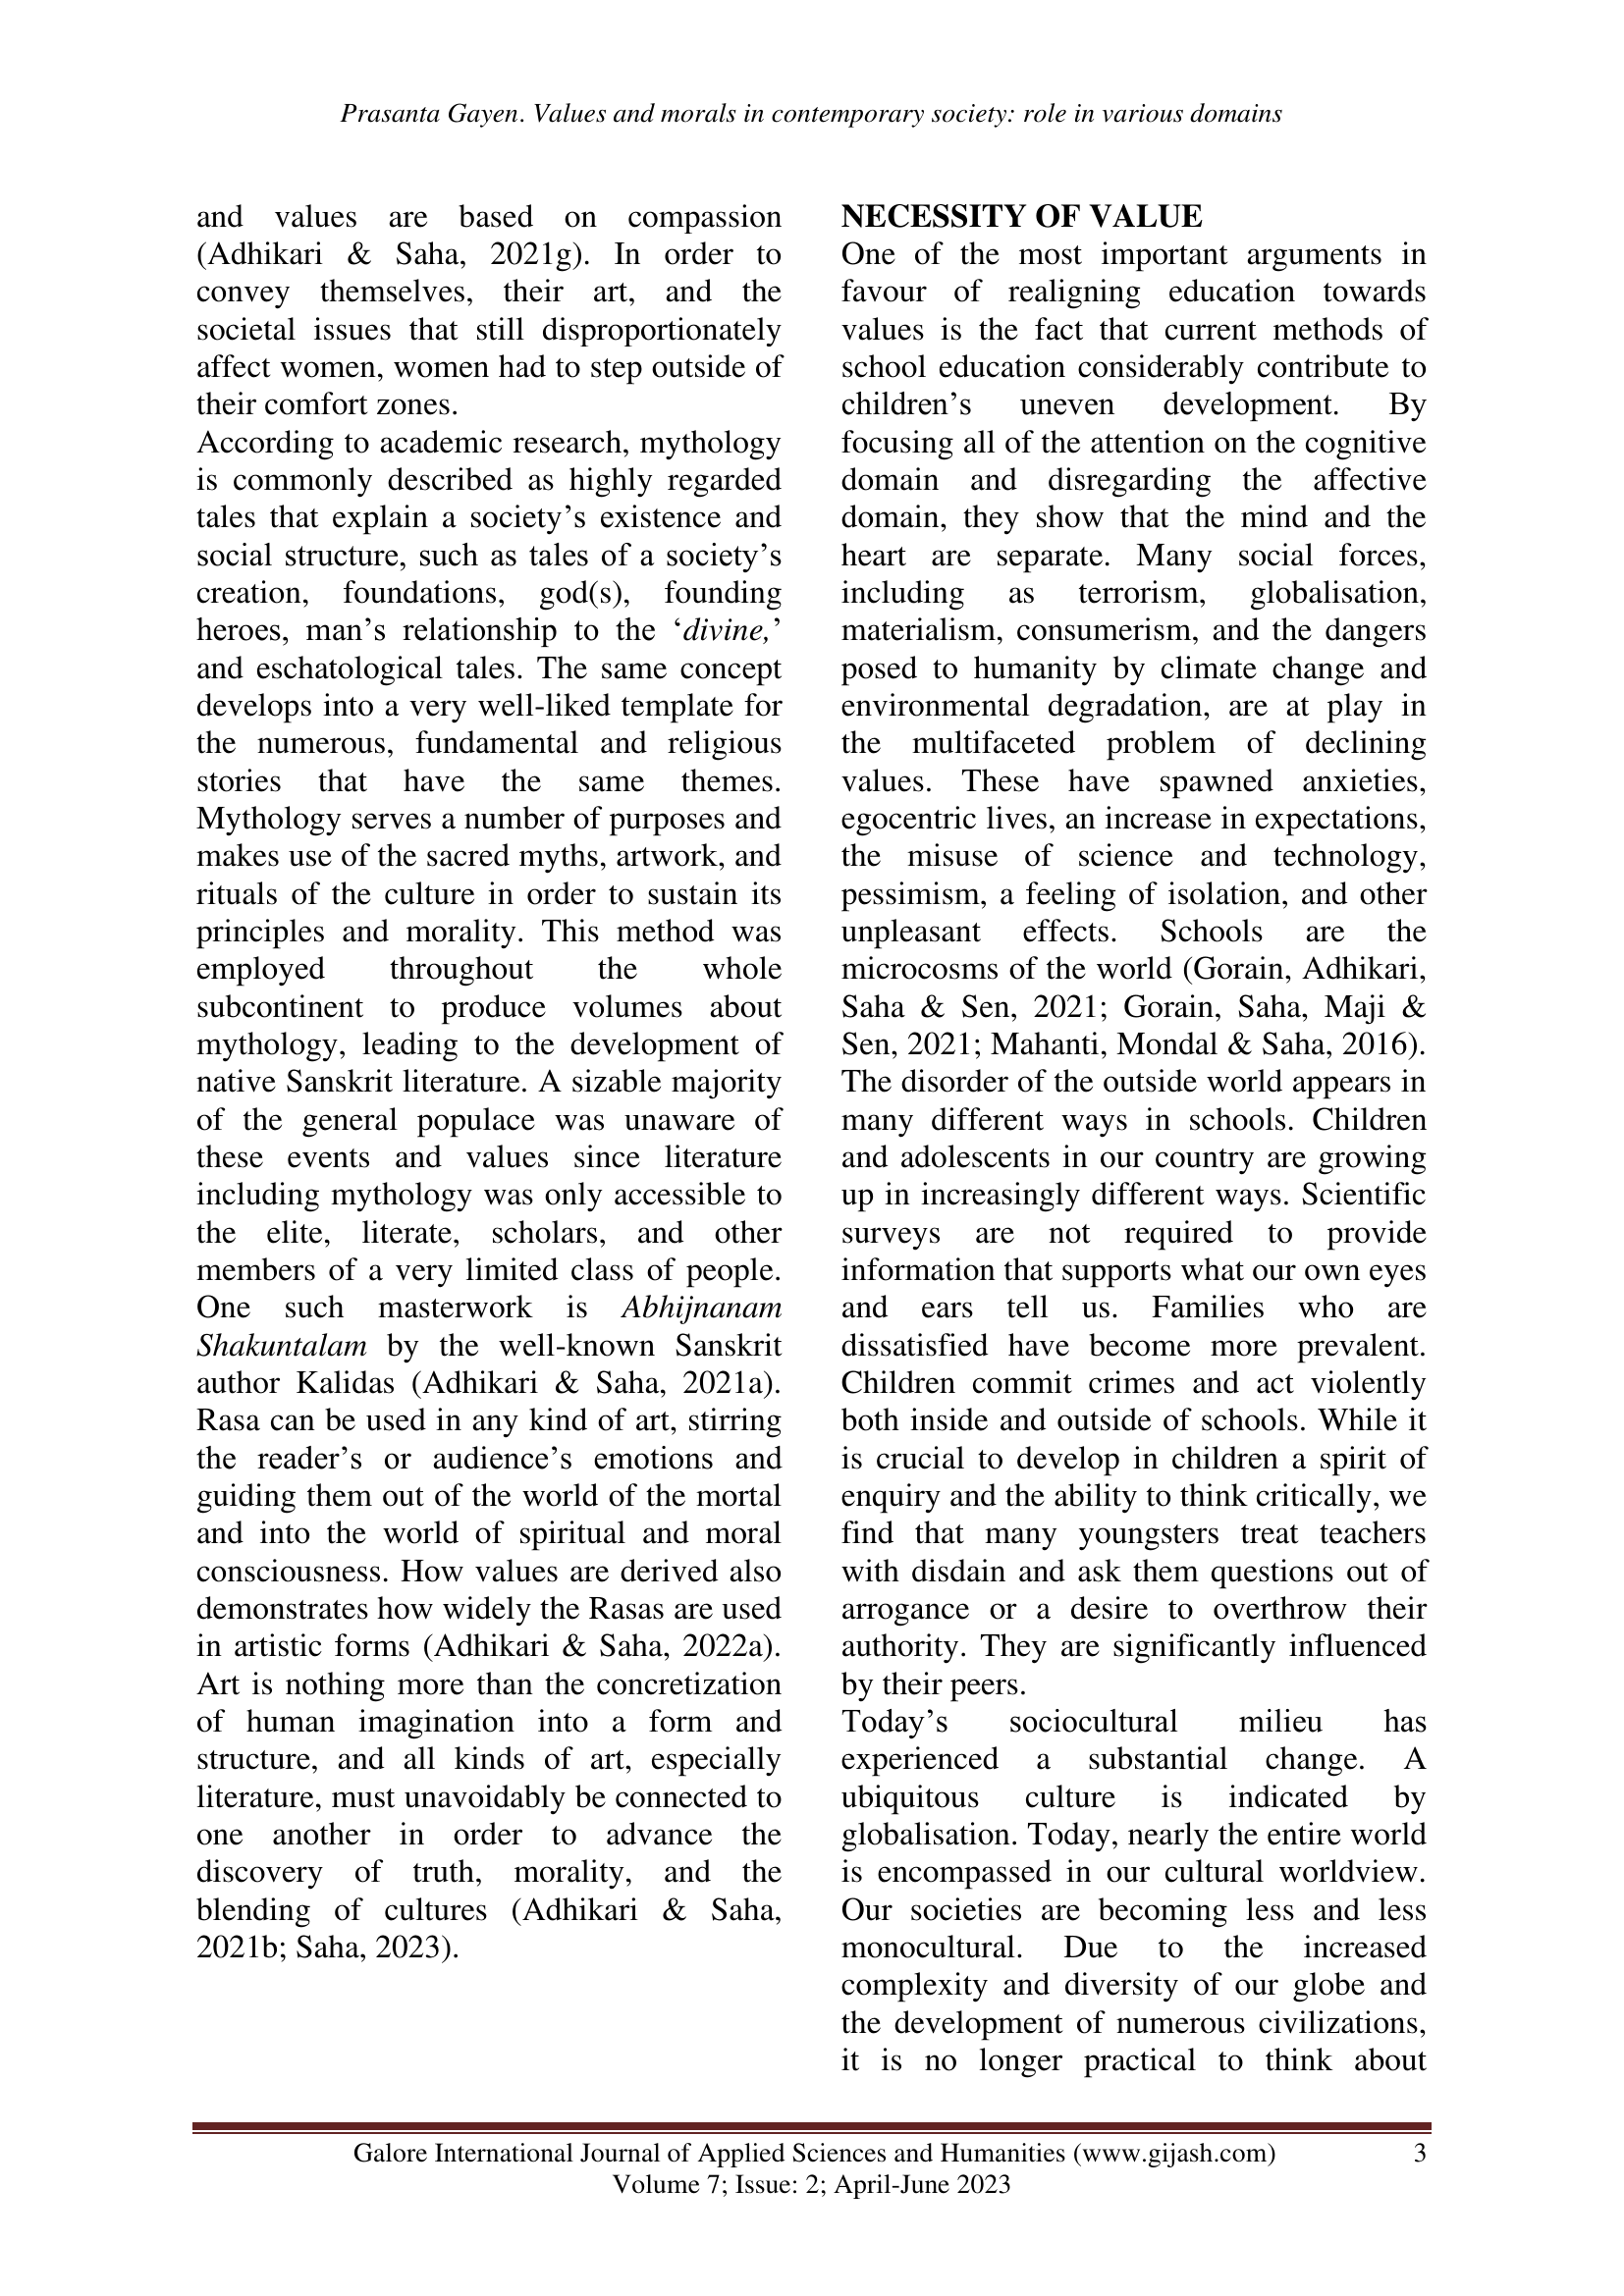 Prasanta Gayen. Values and morals in contemporary society: role in various domains
and values are based on compassion
(Adhikari & Saha, 2021g). In order to
convey themselves, their art, and the
societal issues that still disproportionately
affect women, women had to step outside of
their comfort zones.
According to academic research, mythology
is commonly described as highly regarded
tales that explain a society’s existence and
social structure, such as tales of a society’s
creation, foundations, god(s), founding
heroes, man’s relationship to the ‘divine,’
and eschatological tales. The same concept
develops into a very well-liked template for
the numerous, fundamental and religious
stories that have the same themes.
Mythology serves a number of purposes and
makes use of the sacred myths, artwork, and
rituals of the culture in order to sustain its
principles and morality. This method was
employed throughout the whole
subcontinent to produce volumes about
mythology, leading to the development of
native Sanskrit literature. A sizable majority
of the general populace was unaware of
these events and values since literature
including mythology was only accessible to
the elite, literate, scholars, and other
members of a very limited class of people.
One such masterwork is Abhijnanam
Shakuntalam by the well-known Sanskrit
author Kalidas (Adhikari & Saha, 2021a).
Rasa can be used in any kind of art, stirring
the reader’s or audience’s emotions and
guiding them out of the world of the mortal
and into the world of spiritual and moral
consciousness. How values are derived also
demonstrates how widely the Rasas are used
in artistic forms (Adhikari & Saha, 2022a).
Art is nothing more than the concretization
of human imagination into a form and
structure, and all kinds of art, especially
literature, must unavoidably be connected to
one another in order to advance the
discovery of truth, morality, and the
blending of cultures (Adhikari & Saha,
2021b; Saha, 2023).
NECESSITY OF VALUE
One of the most important arguments in
favour of realigning education towards
values is the fact that current methods of
school education considerably contribute to
children’s uneven development. By
focusing all of the attention on the cognitive
domain and disregarding the affective
domain, they show that the mind and the
heart are separate. Many social forces,
including as terrorism, globalisation,
materialism, consumerism, and the dangers
posed to humanity by climate change and
environmental degradation, are at play in
the multifaceted problem of declining
values. These have spawned anxieties,
egocentric lives, an increase in expectations,
the misuse of science and technology,
pessimism, a feeling of isolation, and other
unpleasant effects. Schools are the
microcosms of the world (Gorain, Adhikari,
Saha & Sen, 2021; Gorain, Saha, Maji &
Sen, 2021; Mahanti, Mondal & Saha, 2016).
The disorder of the outside world appears in
many different ways in schools. Children
and adolescents in our country are growing
up in increasingly different ways. Scientific
surveys are not required to provide
information that supports what our own eyes
and ears tell us. Families who are
dissatisfied have become more prevalent.
Children commit crimes and act violently
both inside and outside of schools. While it
is crucial to develop in children a spirit of
enquiry and the ability to think critically, we
find that many youngsters treat teachers
with disdain and ask them questions out of
arrogance or a desire to overthrow their
authority. They are significantly influenced
by their peers.
Today’s sociocultural milieu has
experienced a substantial change. A
ubiquitous culture is indicated by
globalisation. Today, nearly the entire world
is encompassed in our cultural worldview.
Our societies are becoming less and less
monocultural. Due to the increased
complexity and diversity of our globe and
the development of numerous civilizations,
it is no longer practical to think about
Galore International Journal of Applied Sciences and Humanities (www.gijash.com) 3
Volume 7; Issue: 2; April-June 2023